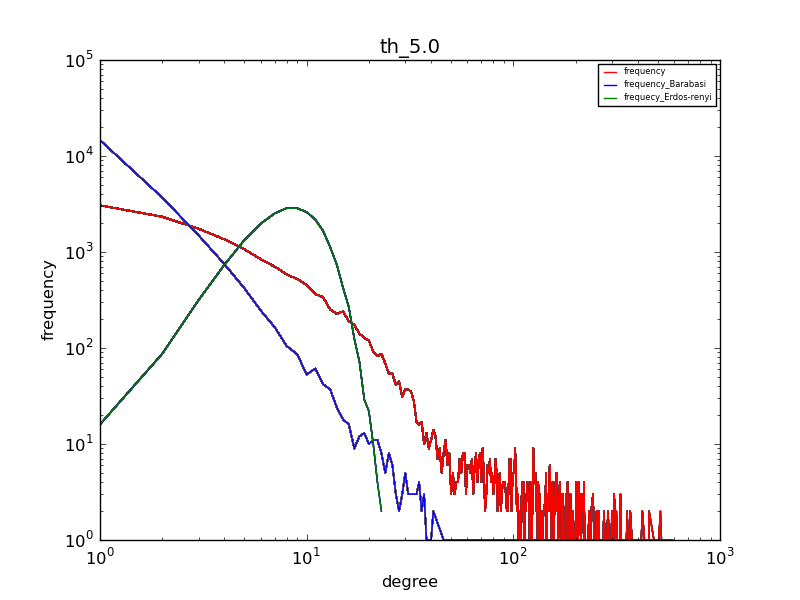 th_5.0
10^5
10^4
10^3
10^2
10^1
10^0
frequency
frequency
frequency_Barabasi
frequecy_Erdos-renyi
10^0
10^1
10^2
10^3
degree